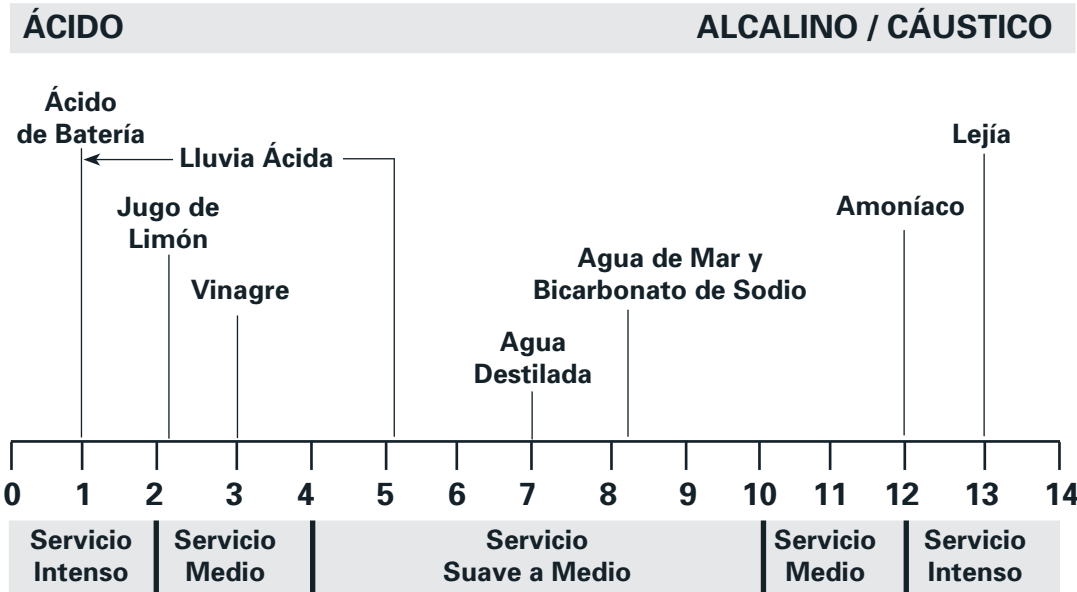 ÁCIDO
ALCALINO / CÁUSTICO
Ácido
de Batería
Lluvia Ácida
Jugo de
Limón
Vinagre
Agua
Destilada
Agua de Mar y
Bicarbonato de Sodio
Amoníaco
Lejía
0 1 2 3 4 5 6 7 8 9 10 11 12 13 14
Servicio
Intenso
Servicio
Medio
Servicio
Suave a Medio
Servicio
Medio
Servicio
Intenso